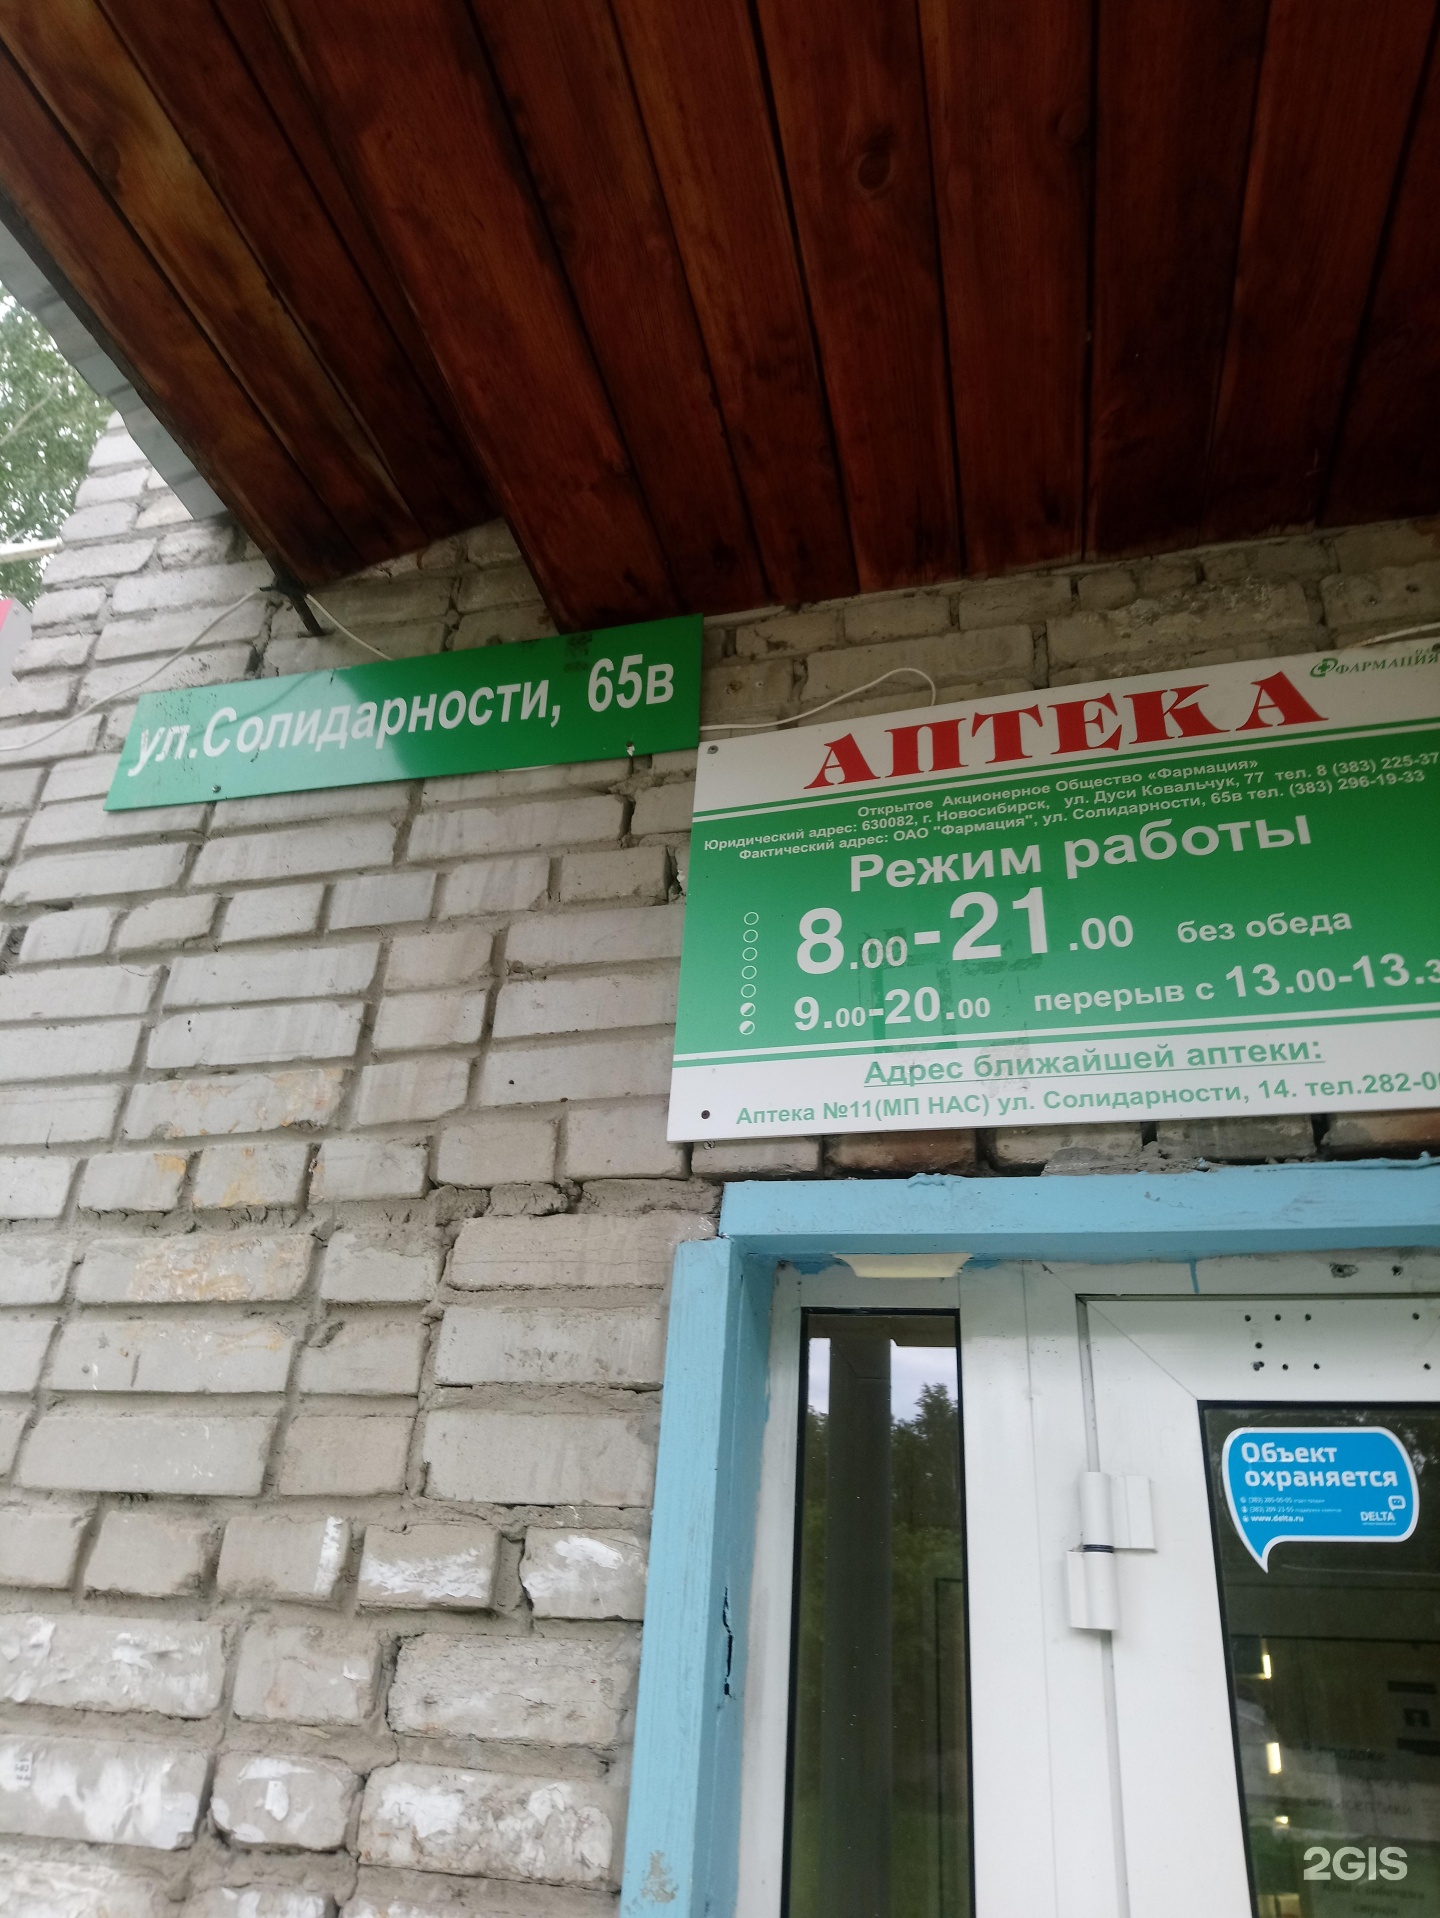 ул.Солидарности, 65в
ФАРМАЦИЯ
АПТЕКА
Открытое Акционерное Общество «Фармация»
Юридический адрес: 630082, г. Новосибирск, ул. Дуси Ковальчук, 77 тел. 8 (383) 225-37
Фактический адрес: ОАО "Фармация", ул. Солидарности, 65в тел. (383) 296-19-33
Режим работы
8.00-21.00 без обеда
9.00-20.00 перерыв с 13.00-13.3
Адрес ближайшей аптеки:
Аптека №11(МП НАС) ул. Солидарности, 14. тел.282-0
Объект
охраняется
www.delta.ru
DELTA
В продаже
2GIS